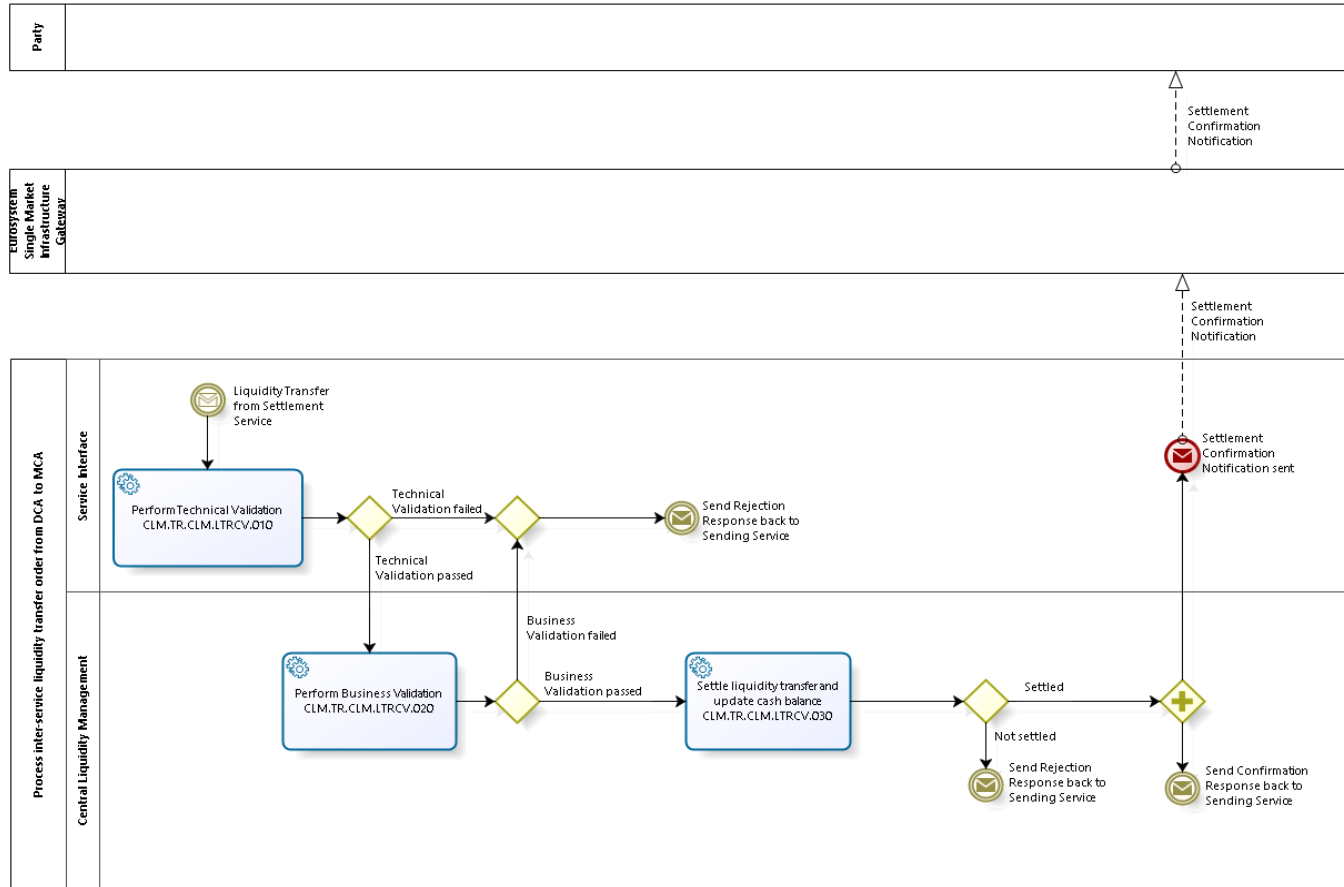 Party
Settlement
Confirmation
Notification
Eurosystem
Single Market
Infrastructure
Gateway
Settlement
Confirmation
Notification
Process inter-service liquidity transfer order from DCA to MCA
Service Interface
Liquidity Transfer
from Settlement
Service
Settlement
Confirmation
Notification sent
Perform Technical Validation
CLM.TR.CLM.LTRCV.010
Technical
Validation failed
Send Rejection
Response back to
Sending Service
Technical
Validation passed
Central Liquidity Management
Business
Validation failed
Perform Business Validation
CLM.TR.CLM.LTRCV.020
Business
Validation passed
Settle liquidity transfer and
update cash balance
CLM.TR.CLM.LTRCV.030
Settled
Not settled
Send Rejection
Response back to
Sending Service
Send Confirmation
Response back to
Sending Service